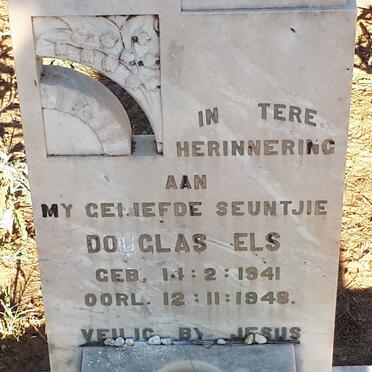 IN TERE
HERINNERING
AAN
MY GELIEFDE SEUNTJIE
DOUGLAS ELS
GEB. 14:2:1941
OORL. 12:11:1948.
VEILIG BY JESUS